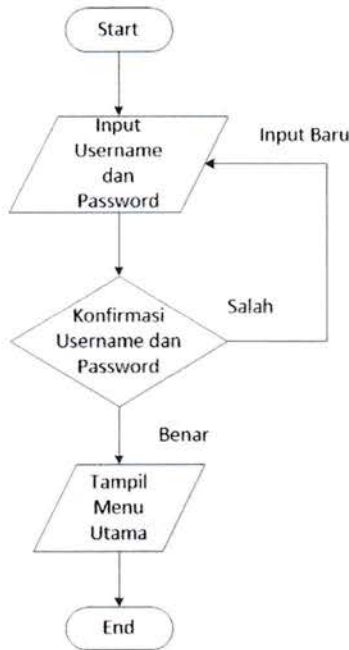 Start
Input
Username
dan
Password
Input Baru
Konfirmasi
Username dan
Password
Salah
Benar
Tampil
Menu
Utama
End